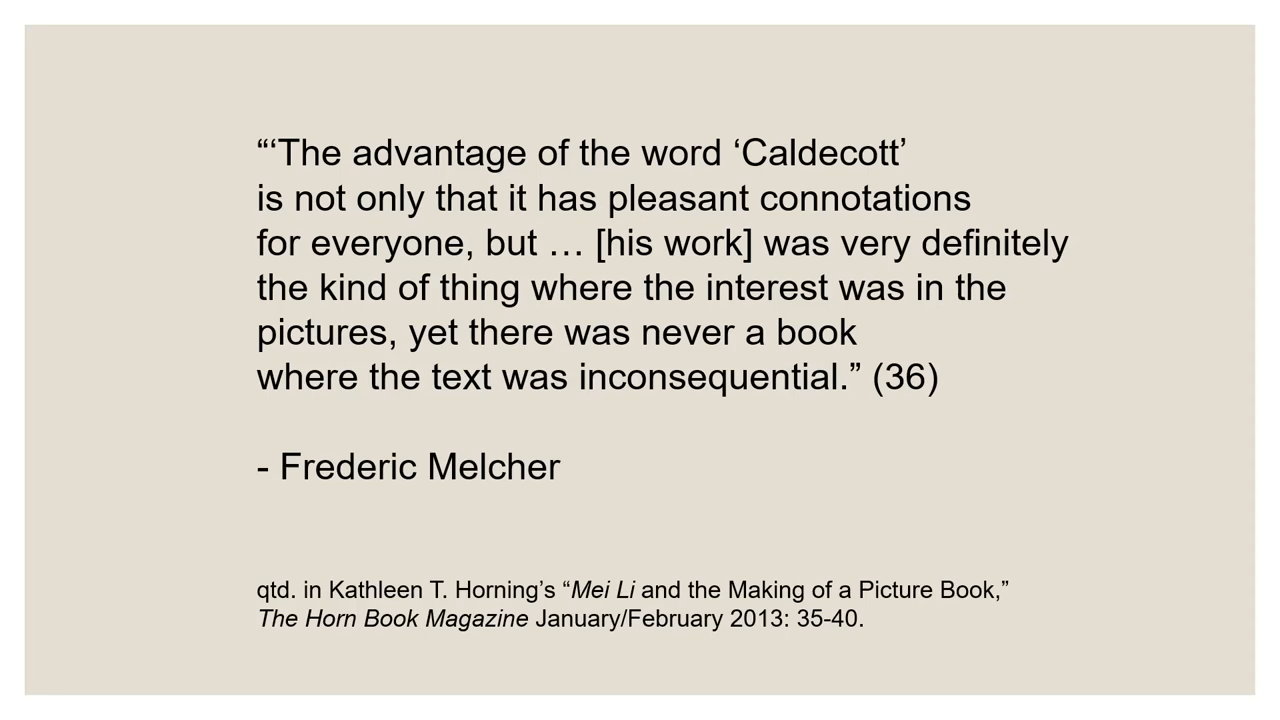 “‘The advantage of the word ‘Caldecott’
is not only that it has pleasant connotations
for everyone, but … [his work] was very definitely
the kind of thing where the interest was in the
pictures, yet there was never a book
where the text was inconsequential.” (36)
- Frederic Melcher
qtd. in Kathleen T. Horning’s “Mei Li and the Making of a Picture Book,”
The Horn Book Magazine January/February 2013: 35-40.